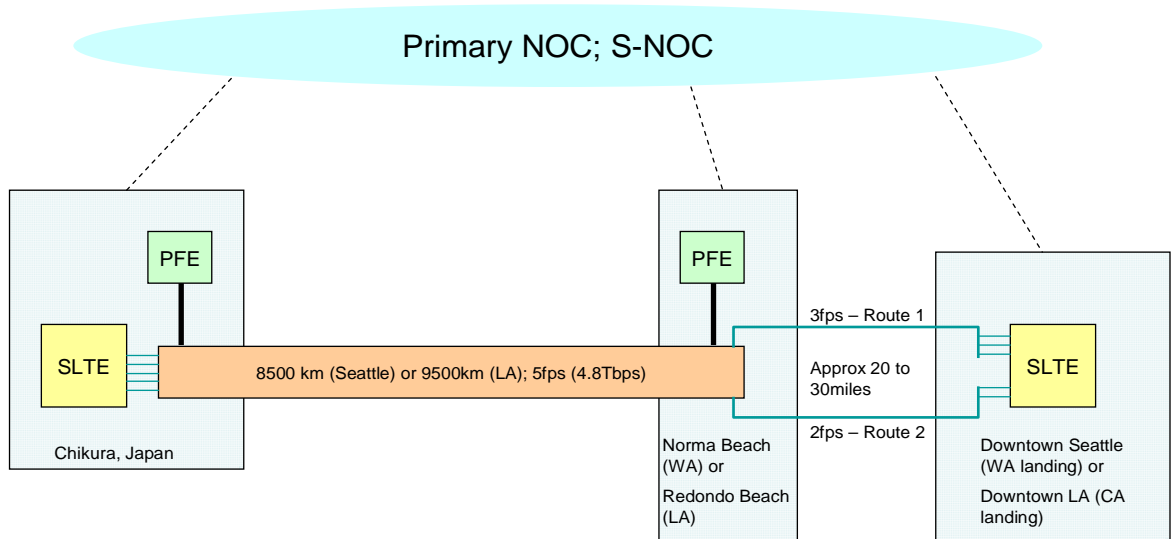 Primary NOC; S-NOC
PFE
PFE
SLTE
8500 km (Seattle) or 9500km (LA); 5fps (4.8Tbps)
3fps – Route 1
Approx 20 to
30miles
2fps – Route 2
SLTE
Chikura, Japan
Norma Beach
(WA) or
Redondo Beach
(LA)
Downtown Seattle
(WA landing) or
Downtown LA (CA
landing)